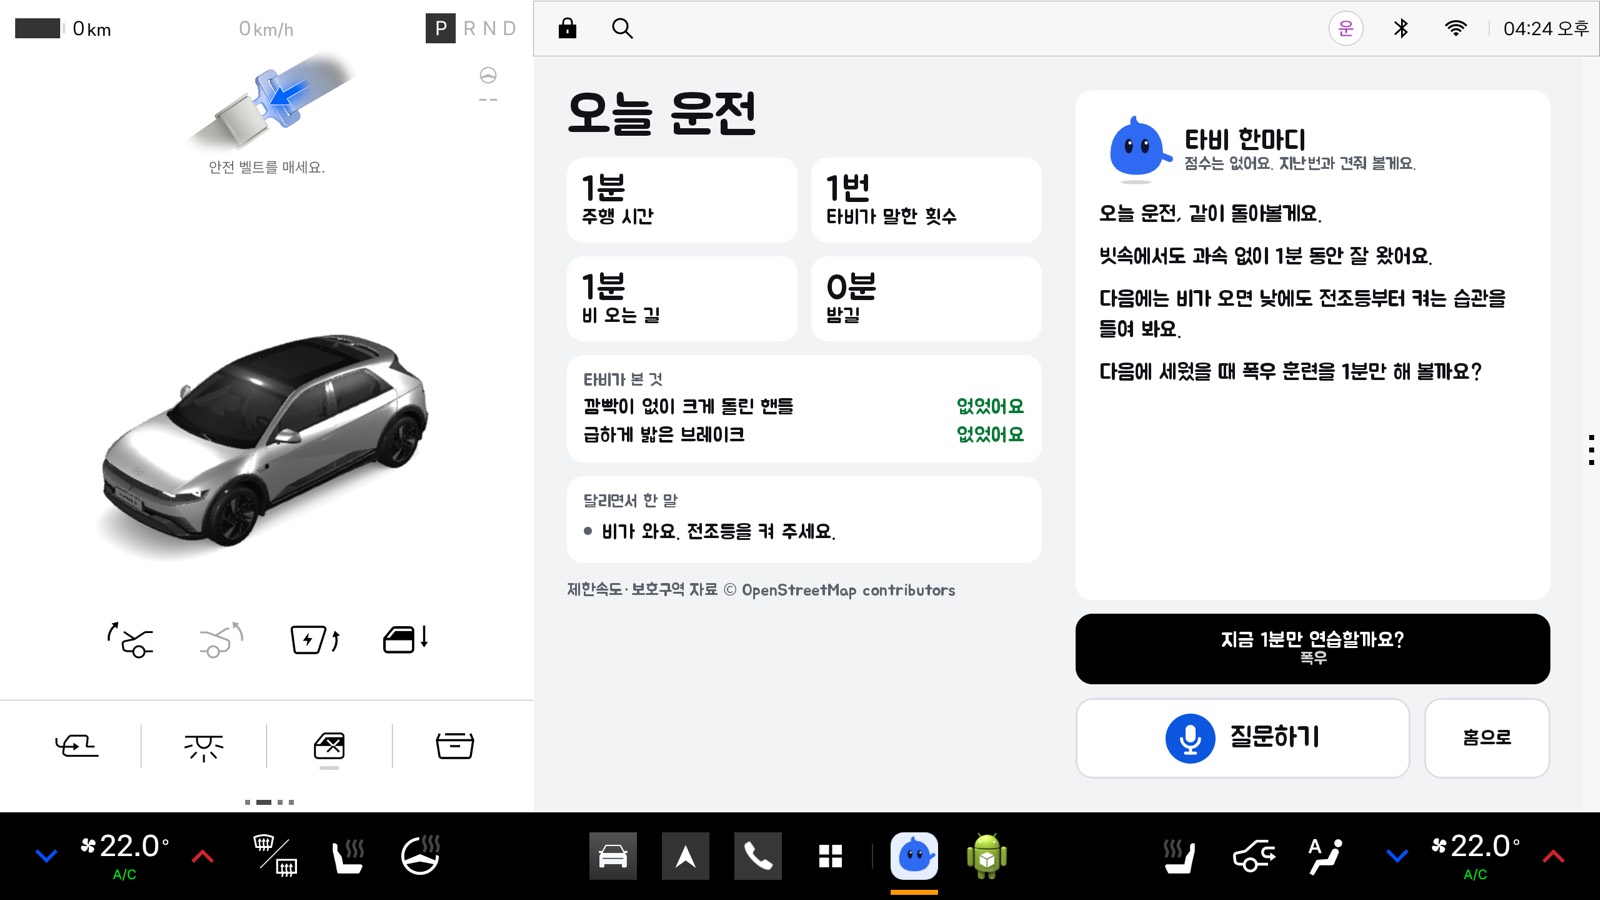 0 km
0 km/h
P R N D
운
04:24 오후
--
안전 벨트를 매세요.
오늘 운전
1분
주행 시간
1번
타비가 말한 횟수
1분
비 오는 길
0분
밤길
타비가 본 것
깜빡이 없이 크게 돌린 핸들
없었어요
급하게 밟은 브레이크
없었어요
달리면서 한 말
비가 와요. 전조등을 켜 주세요.
제한속도·보호구역 자료 © OpenStreetMap contributors
타비 한마디
점수는 없어요. 지난번과 견줘 볼게요.
오늘 운전, 같이 돌아볼게요.
빗속에서도 과속 없이 1분 동안 잘 왔어요.
다음에는 비가 오면 낮에도 전조등부터 켜는 습관을
들여 봐요.
다음에 세웠을 때 폭우 훈련을 1분만 해 볼까요?
지금 1분만 연습할까요?
폭우
질문하기
홈으로
22.0°
A/C
A
22.0°
A/C